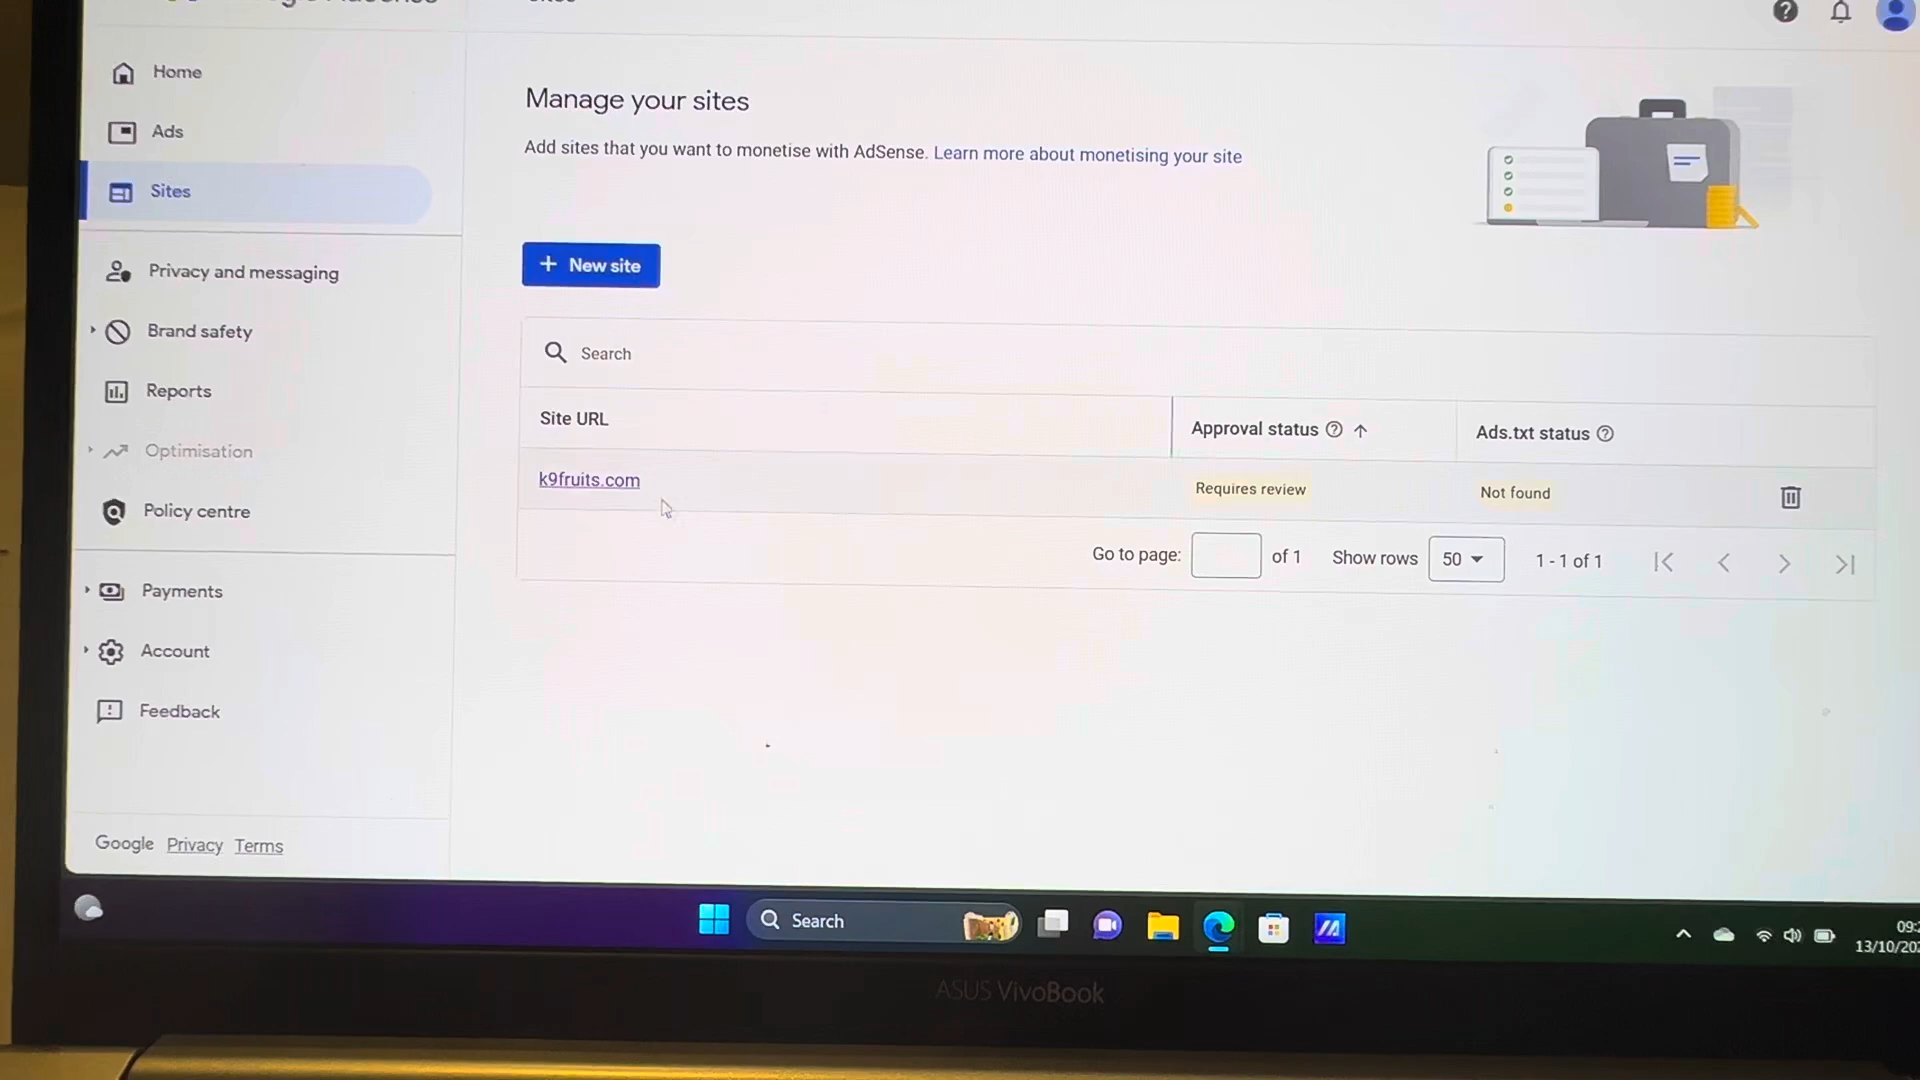 Home
Ads
Sites
Privacy and messaging
Brand safety
Reports
Optimisation
Policy centre
Payments
Account
Feedback
Google Privacy Terms
Manage your sites
Add sites that you want to monetise with AdSense. Learn more about monetising your site
+ New site
Search
Site URL
Approval status
Ads.txt status
k9fruits.com
Requires review
Not found
Go to page:
of 1
Show rows
50
1 - 1 of 1
Search
09:
13/10/202
ASUS VivoBook